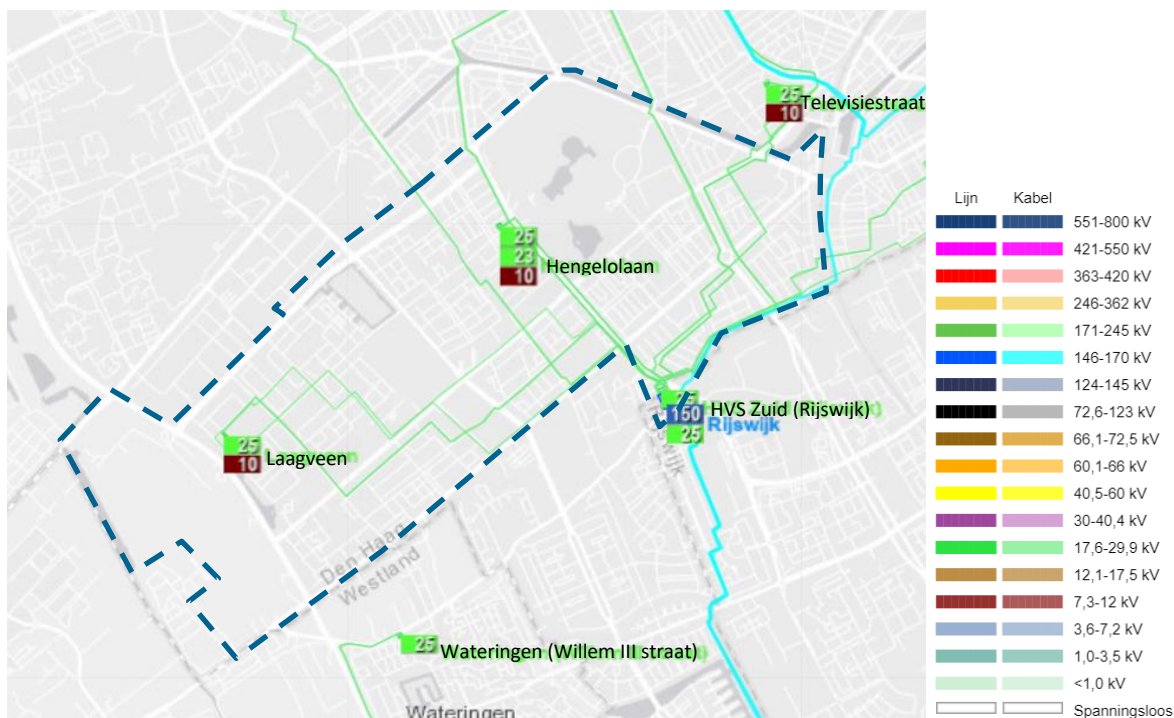 25
10
Televisiestraat
25
23
10
Hengelolaan
25
150
25
HVS Zuid (Rijswijk)
Rijswijk
Rijswijk
25
10
Laagveen
Den Haag
Westland
25
Wateringen (Willem III straat)
Wateringen
Lijn Kabel
551-800 kV
421-550 kV
363-420 kV
246-362 kV
171-245 kV
146-170 kV
124-145 kV
72,6-123 kV
66,1-72,5 kV
60,1-66 kV
40,5-60 kV
30-40,4 kV
17,6-29,9 kV
12,1-17,5 kV
7,3-12 kV
3,6-7,2 kV
1,0-3,5 kV
<1,0 kV
Spanningsloos